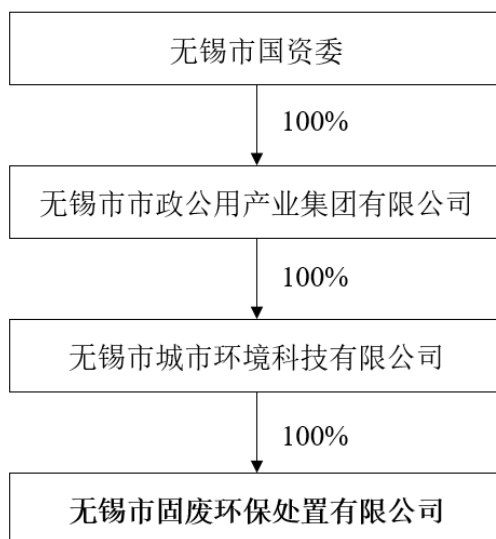 无锡市国资委
100%
无锡市市政公用产业集团有限公司
100%
无锡市城市环境科技有限公司
100%
无锡市固废环保处置有限公司